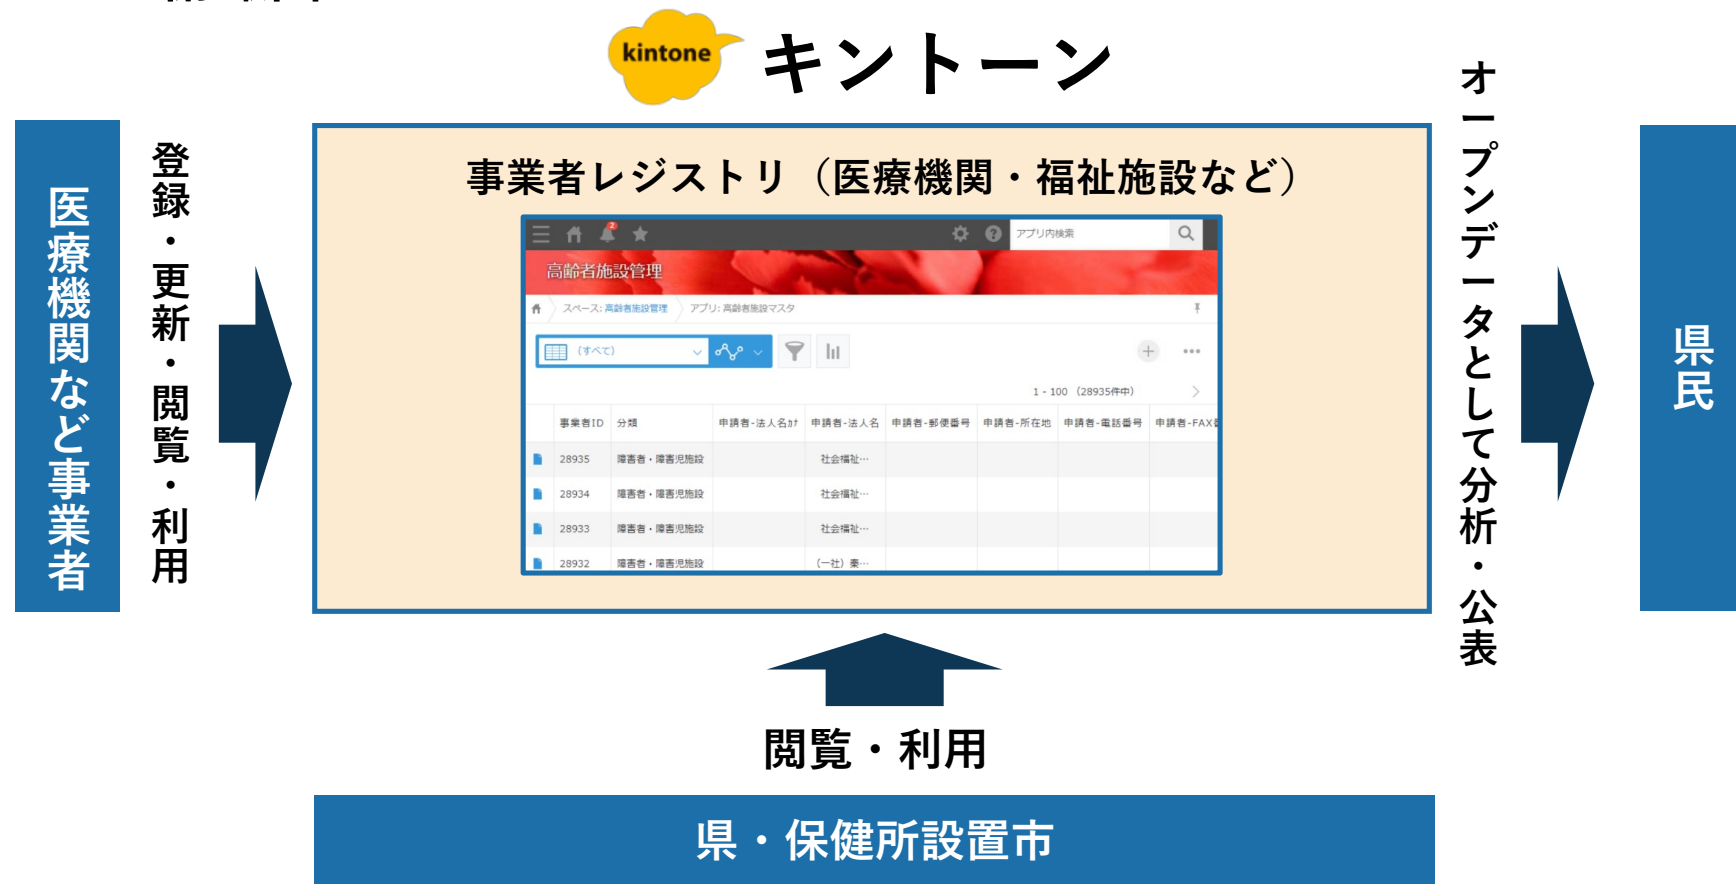 kintone
キントーン
医療機関など事業者
登録・更新・閲覧・利用
事業者レジストリ（医療機関・福祉施設など）
2
アプリ内検索
高齢者施設管理
スペース: 高齢者施設管理 アプリ: 高齢者施設マスタ
(すべて)
1 - 100 (28935件中)
事業者ID 分類 申請者-法人名ｶﾅ 申請者-法人名 申請者-郵便番号 申請者-所在地 申請者-電話番号 申請者-FAX
28935 障害者・障害児施設 社会福祉…
28934 障害者・障害児施設 社会福祉…
28933 障害者・障害児施設 社会福祉…
28932 障害者・障害児施設 (一社) 秦…
オープンデータとして分析・公表
県民
閲覧・利用
県・保健所設置市